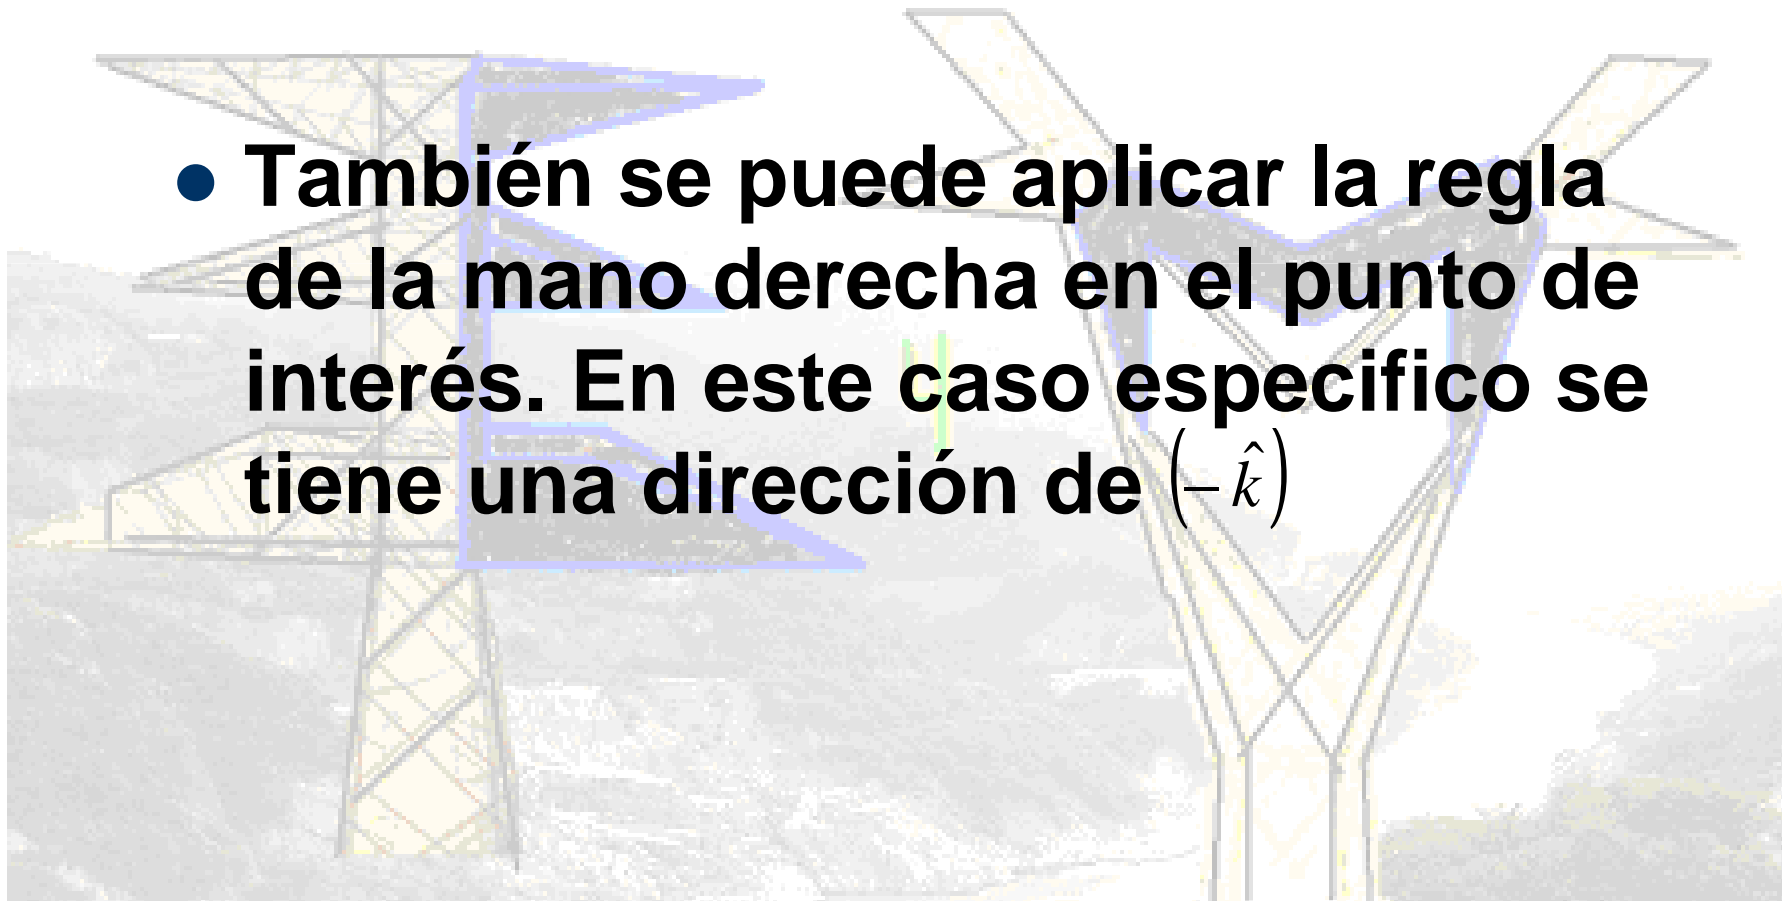 ● También se puede aplicar la regla
de la mano derecha en el punto de
interés. En este caso especifico se
tiene una dirección de (−k̂)